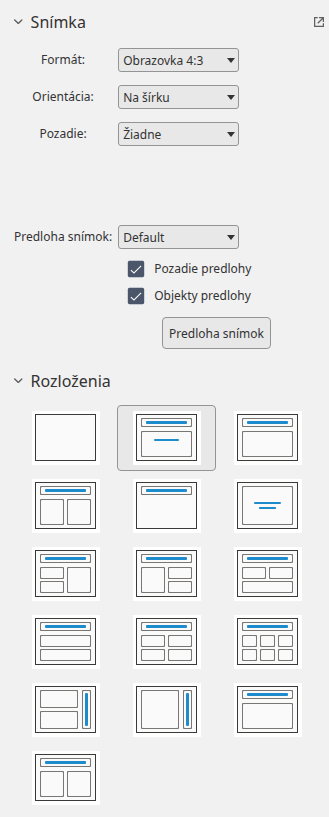 Snímka
Formát: Obrazovka 4:3
Orientácia: Na šírku
Pozadie: Žiadne
Predloha snímok: Default
Pozadie predlohy
Objekty predlohy
Predloha snímok
Rozloženia